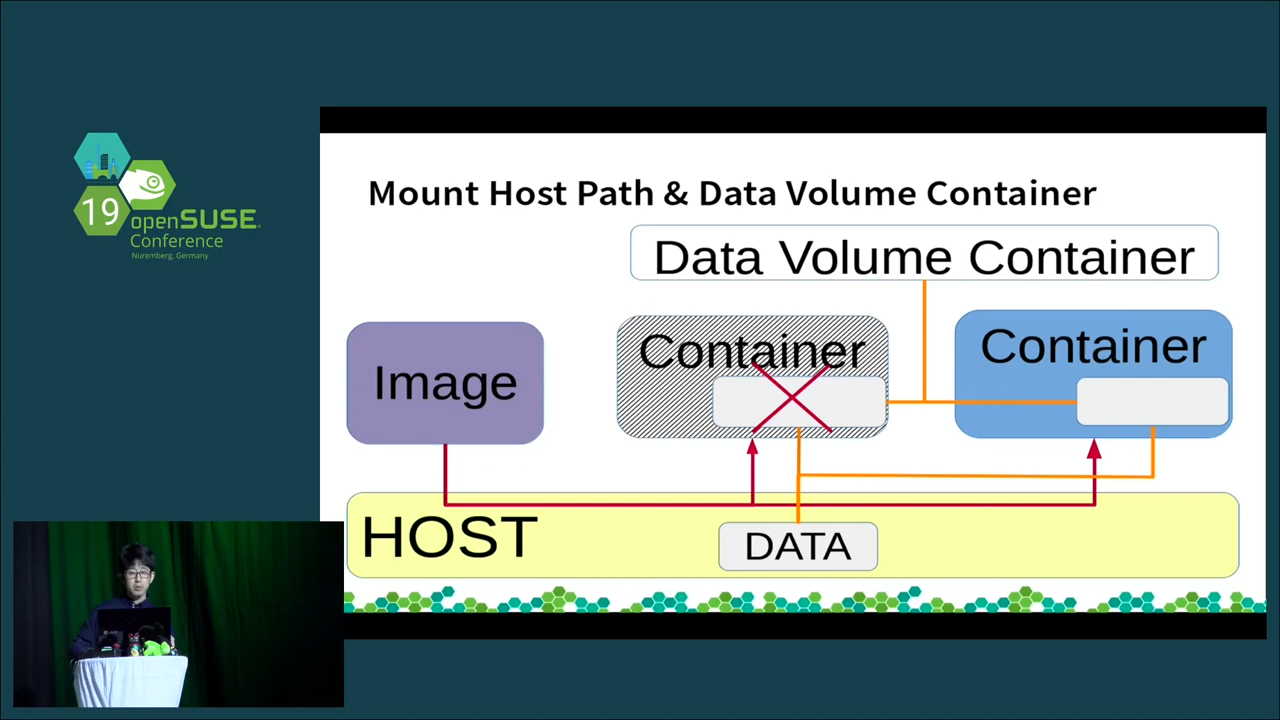 19
openSUSE
Conference
Nuremberg, Germany
Mount Host Path & Data Volume Container
Data Volume Container
Image
Container
Container
HOST
DATA